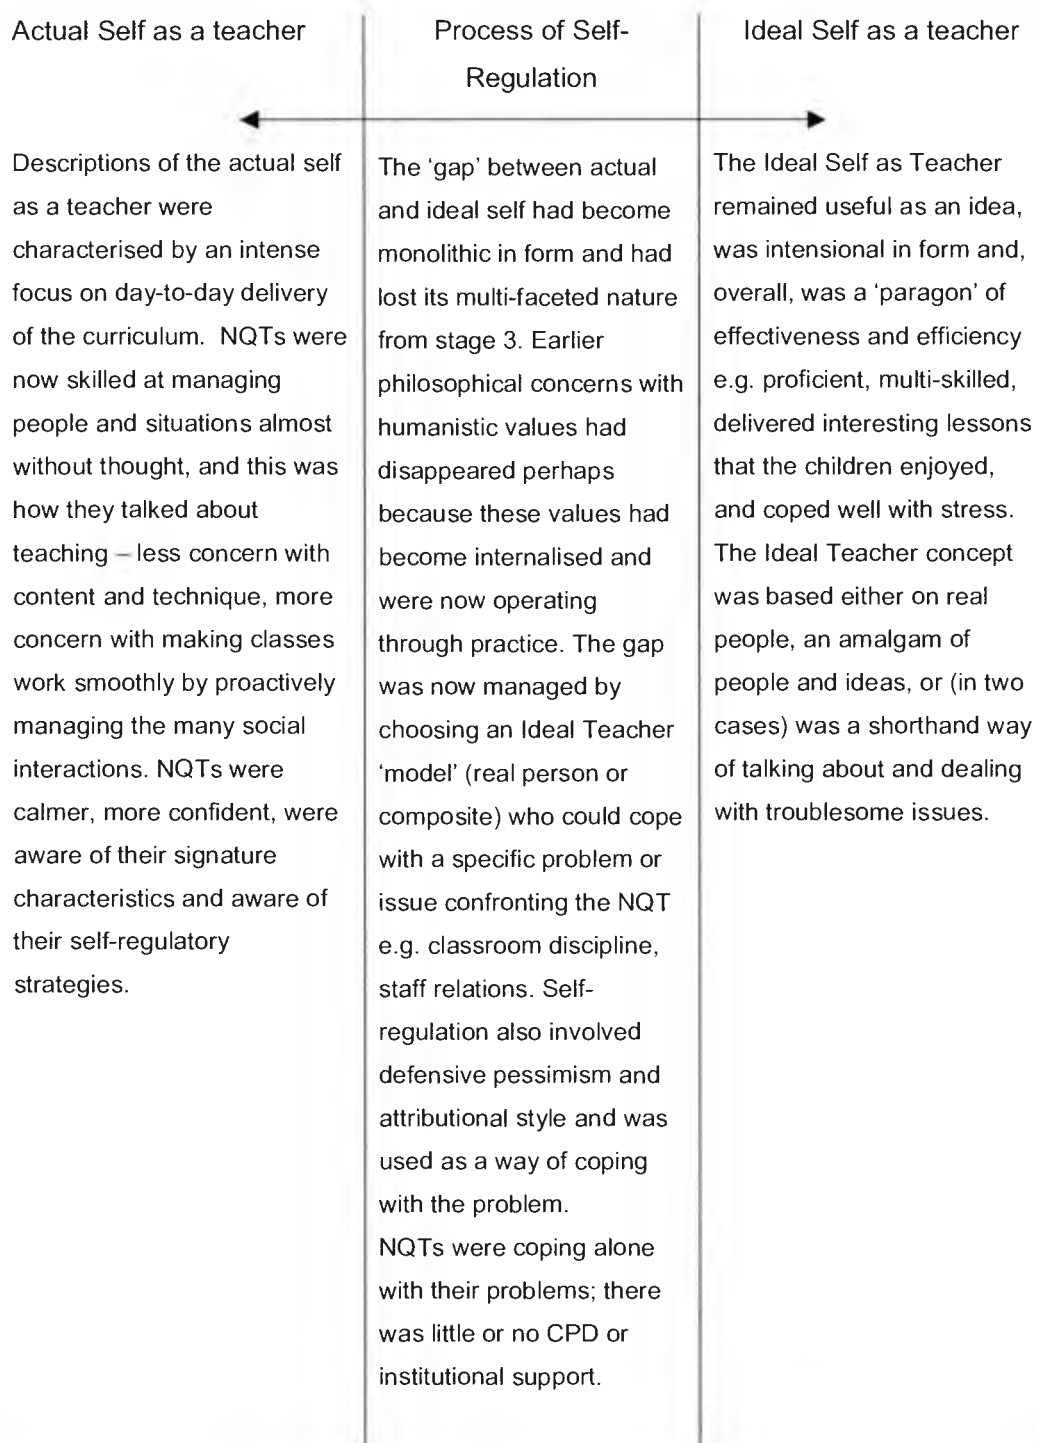 Actual Self as a teacher
Process of Self-
Regulation
Ideal Self as a teacher
Descriptions of the actual self
as a teacher were
characterised by an intense
focus on day-to-day delivery
of the curriculum.  NQTs were
now skilled at managing
people and situations almost
without thought, and this was
how they talked about
teaching – less concern with
content and technique, more
concern with making classes
work smoothly by proactively
managing the many social
interactions. NQTs were
calmer, more confident, were
aware of their signature
characteristics and aware of
their self-regulatory
strategies.
The ‘gap’ between actual
and ideal self had become
monolithic in form and had
lost its multi-faceted nature
from stage 3. Earlier
philosophical concerns with
humanistic values had
disappeared perhaps
because these values had
become internalised and
were now operating
through practice. The gap
was now managed by
choosing an Ideal Teacher
‘model’ (real person or
composite) who could cope
with a specific problem or
issue confronting the NQT
e.g. classroom discipline,
staff relations. Self-
regulation also involved
defensive pessimism and
attributional style and was
used as a way of coping
with the problem.
NQTs were coping alone
with their problems; there
was little or no CPD or
institutional support.
The Ideal Self as Teacher
remained useful as an idea,
was intensional in form and,
overall, was a ‘paragon’ of
effectiveness and efficiency
e.g. proficient, multi-skilled,
delivered interesting lessons
that the children enjoyed,
and coped well with stress.
The Ideal Teacher concept
was based either on real
people, an amalgam of
people and ideas, or (in two
cases) was a shorthand way
of talking about and dealing
with troublesome issues.